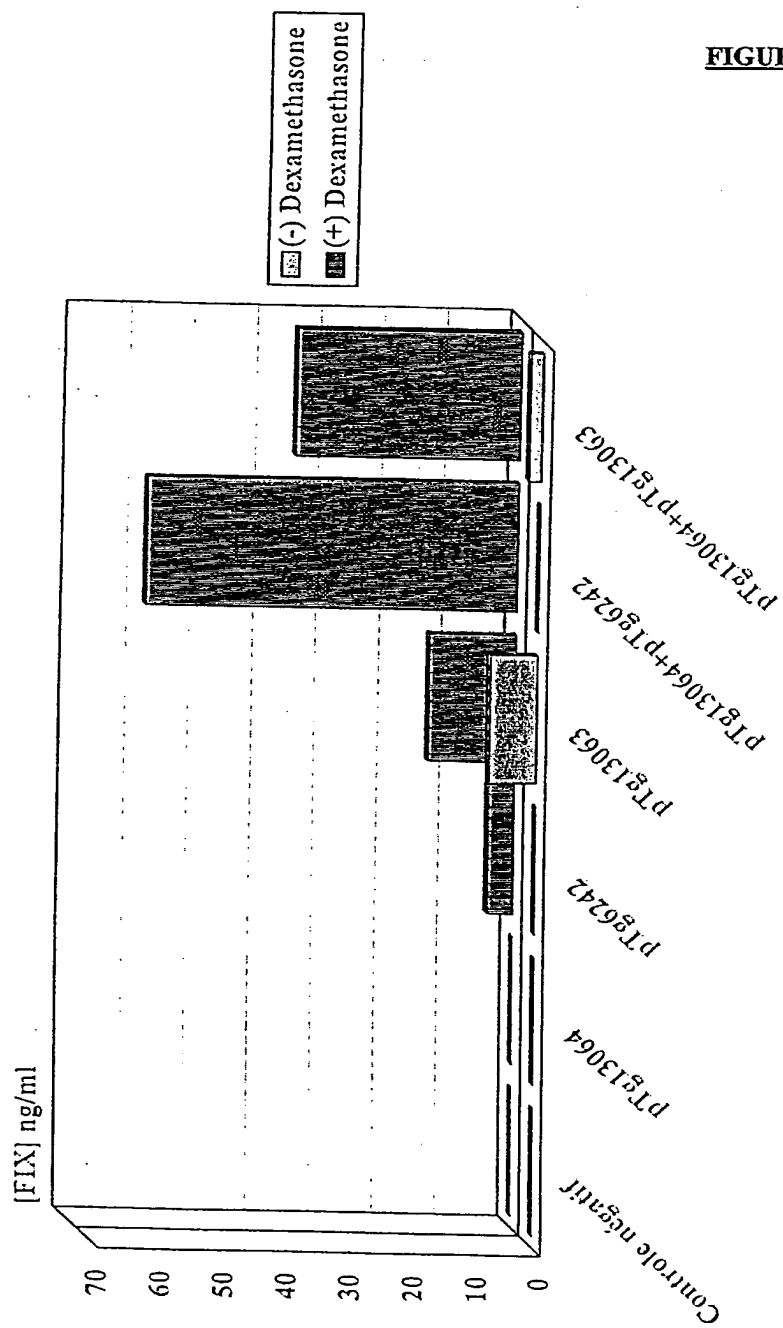 FIGUR
(-) Dexamethasone
(+) Dexamethasone
[FIX] ng/ml
70
60
50
40
30
20
10
0
Controle négatif
pTg13064
pTg6242
pTg13063
pTg13064+pTg6242
pTg13064+pTg13063